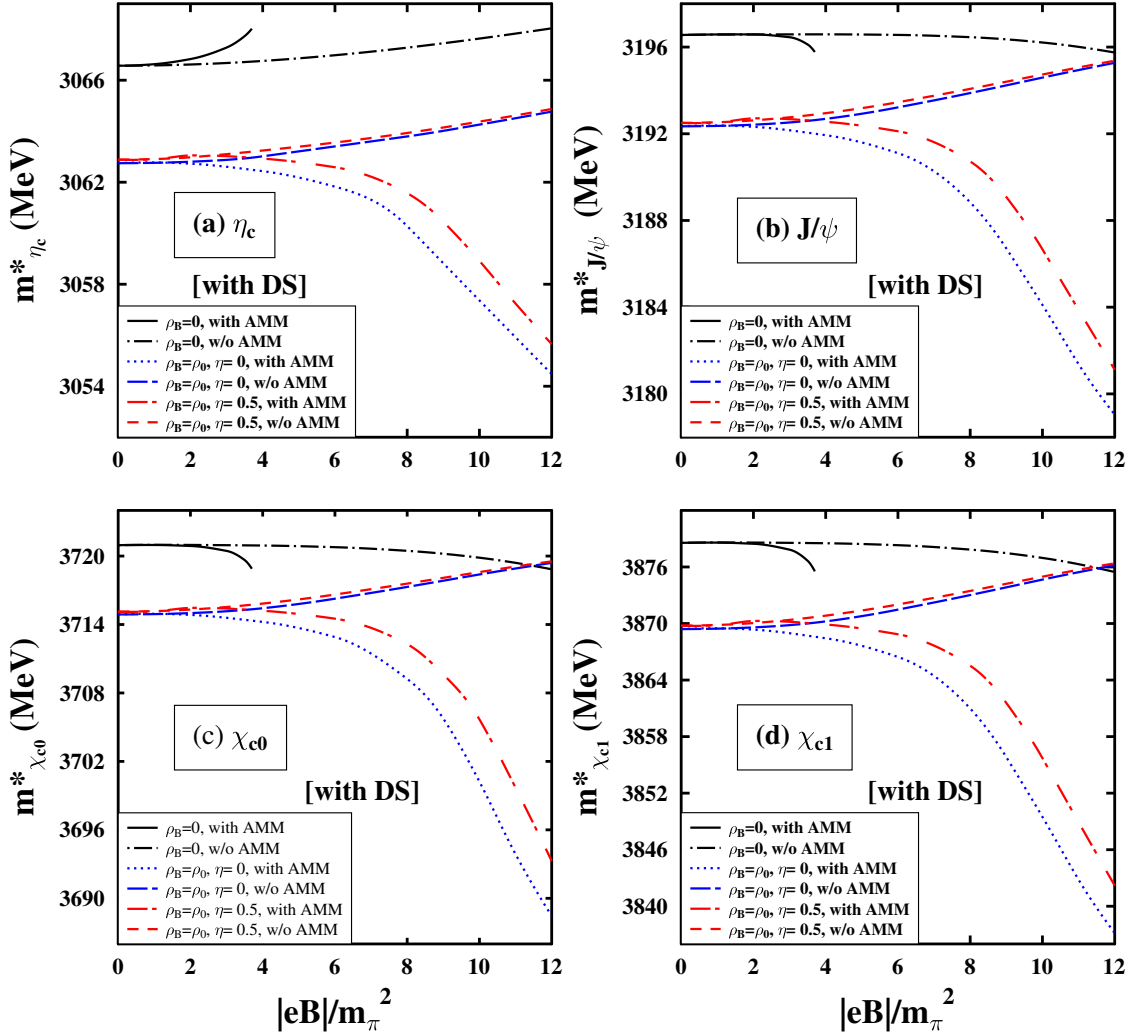 m*ηc (MeV)
3066
3062
3058
3054
(a) ηc
[with DS]
ρB=0, with AMM
ρB=0, w/o AMM
ρB=ρ0, η= 0, with AMM
ρB=ρ0, η= 0, w/o AMM
ρB=ρ0, η= 0.5, with AMM
ρB=ρ0, η= 0.5, w/o AMM
0 2 4 6 8 10 12
m*J/ψ (MeV)
3196
3192
3188
3184
3180
(b) J/ψ
[with DS]
ρB=0, with AMM
ρB=0, w/o AMM
ρB=ρ0, η= 0, with AMM
ρB=ρ0, η= 0, w/o AMM
ρB=ρ0, η= 0.5, with AMM
ρB=ρ0, η= 0.5, w/o AMM
0 2 4 6 8 10 12
m*χc0 (MeV)
3720
3714
3708
3702
3696
3690
(c) χc0
[with DS]
ρB=0, with AMM
ρB=0, w/o AMM
ρB=ρ0, η= 0, with AMM
ρB=ρ0, η= 0, w/o AMM
ρB=ρ0, η= 0.5, with AMM
ρB=ρ0, η= 0.5, w/o AMM
0 2 4 6 8 10 12
|eB|/mπ²
m*χc1 (MeV)
3876
3870
3864
3858
3852
3846
3840
(d) χc1
[with DS]
ρB=0, with AMM
ρB=0, w/o AMM
ρB=ρ0, η= 0, with AMM
ρB=ρ0, η= 0, w/o AMM
ρB=ρ0, η= 0.5, with AMM
ρB=ρ0, η= 0.5, w/o AMM
0 2 4 6 8 10 12
|eB|/mπ²